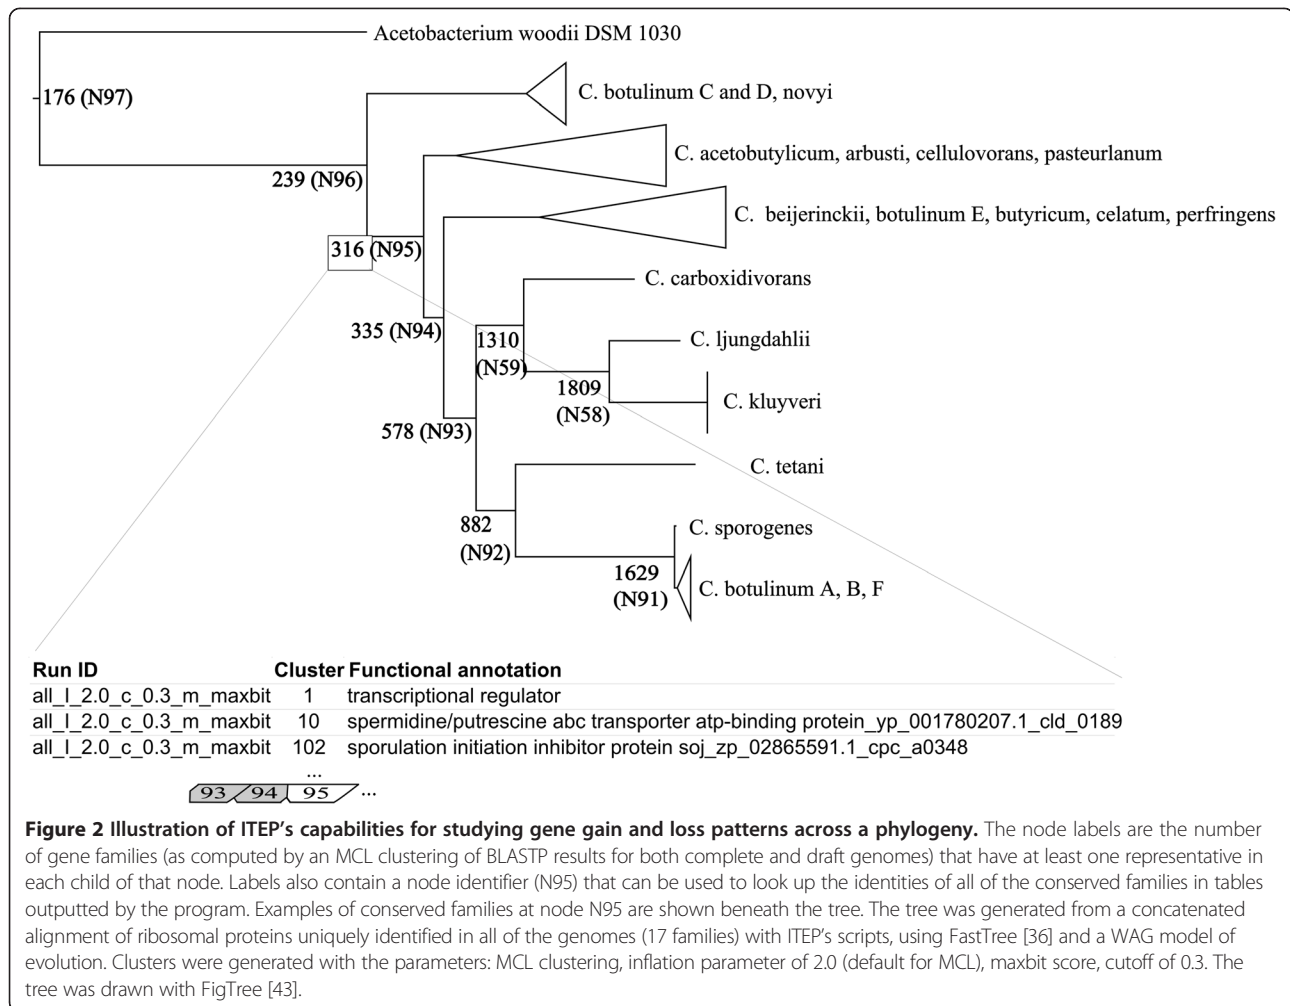 Acetobacterium woodii DSM 1030
176 (N97)
C. botulinum C and D, novyi
C. acetobutylicum, arbusti, cellulovorans, pasteurlanum
239 (N96)
C. beijerinckii, botulinum E, butyricum, celatum, perfringens
316 (N95)
C. carboxidivorans
335 (N94)
1310
(N59)
C. ljungdahlii
1809
(N58)
C. kluyveri
578 (N93)
C. tetani
882
(N92)
C. sporogenes
1629
(N91)
C. botulinum A, B, F
Run ID Cluster Functional annotation
all_I_2.0_c_0.3_m_maxbit 1 transcriptional regulator
all_I_2.0_c_0.3_m_maxbit 10 spermidine/putrescine abc transporter atp-binding protein_yp_001780207.1_cld_0189
all_I_2.0_c_0.3_m_maxbit 102 sporulation initiation inhibitor protein soj_zp_02865591.1_cpc_a0348
...
93 94 95 ...
Figure 2 Illustration of ITEP's capabilities for studying gene gain and loss patterns across a phylogeny. The node labels are the number
of gene families (as computed by an MCL clustering of BLASTP results for both complete and draft genomes) that have at least one representative in
each child of that node. Labels also contain a node identifier (N95) that can be used to look up the identities of all of the conserved families in tables
outputted by the program. Examples of conserved families at node N95 are shown beneath the tree. The tree was generated from a concatenated
alignment of ribosomal proteins uniquely identified in all of the genomes (17 families) with ITEP's scripts, using FastTree [36] and a WAG model of
evolution. Clusters were generated with the parameters: MCL clustering, inflation parameter of 2.0 (default for MCL), maxbit score, cutoff of 0.3. The
tree was drawn with FigTree [43].